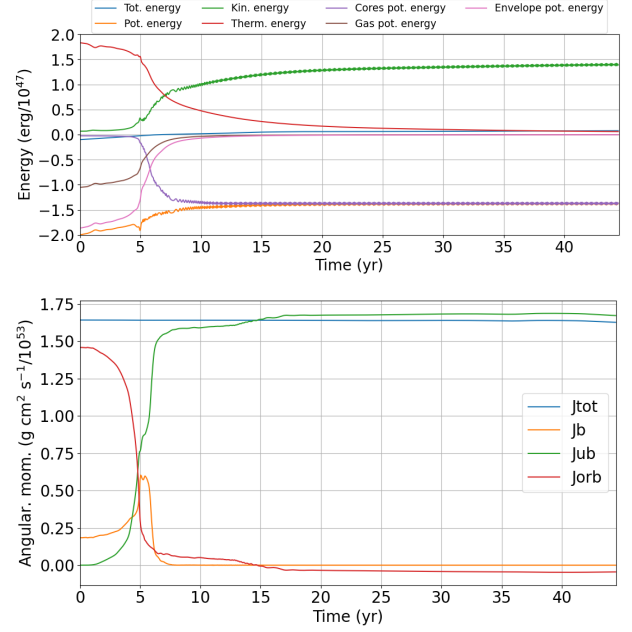 Tot. energy Kin. energy Cores pot. energy Envelope pot. energy
Pot. energy Therm. energy Gas pot. energy
2.0
1.5
1.0
0.5
0.0
−0.5
−1.0
−1.5
−2.0
Energy (erg/10^47)
0 5 10 15 20 25 30 35 40
Time (yr)
1.75
1.50
1.25
1.00
0.75
0.50
0.25
0.00
Angular. mom. (g cm² s⁻¹/10^53)
Jtot
Jb
Jub
Jorb
0 5 10 15 20 25 30 35 40
Time (yr)